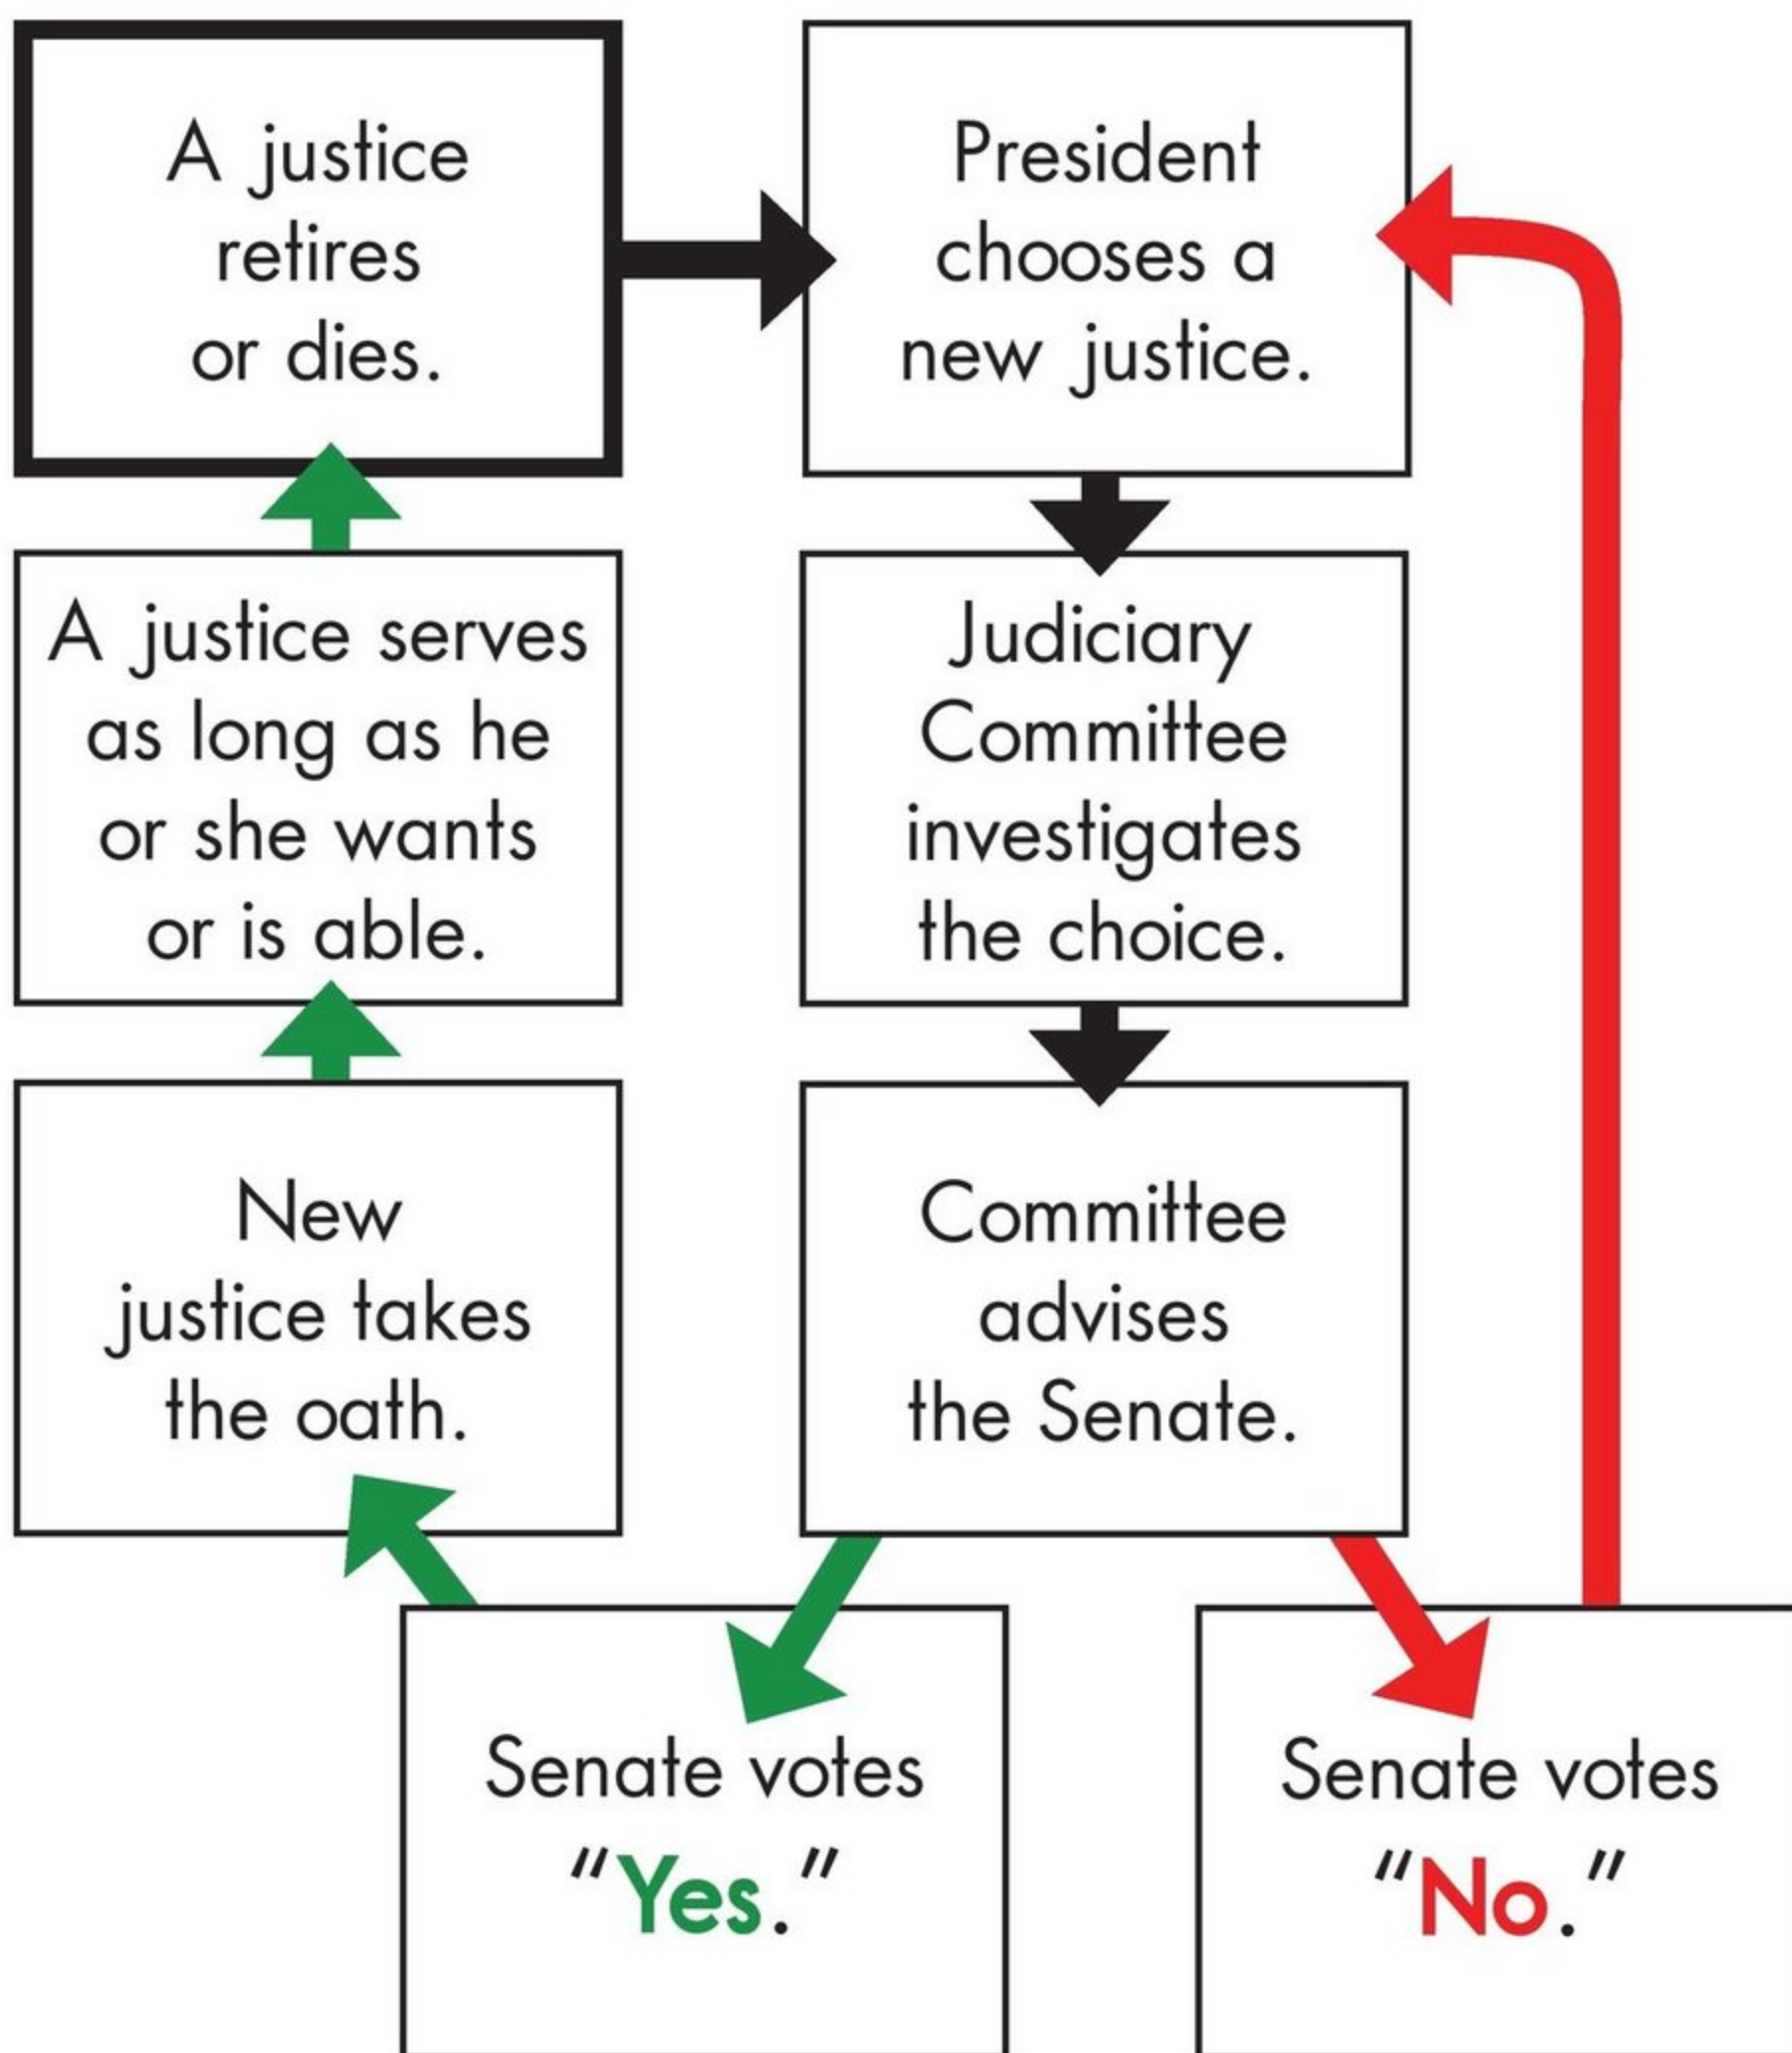 A justice
retires
or dies.
President
chooses a
new justice.
Judiciary
Committee
investigates
the choice.
Committee
advises
the Senate.
Senate votes
"Yes."
Senate votes
"No."
New
justice takes
the oath.
A justice serves
as long as he
or she wants
or is able.